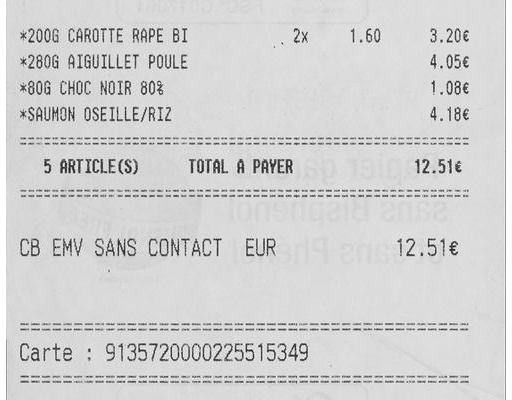 *200G CAROTTE RAPE BI 2x 1.60 3.20€
*280G AIGUILLET POULE 4.05€
*80G CHOC NOIR 80% 1.08€
*SAUMON OSEILLE/RIZ 4.18€
================================================
5 ARTICLE(S) TOTAL A PAYER 12.51€
================================================
CB EMV SANS CONTACT EUR 12.51€
================================================
Carte : 9135720000225515349
================================================